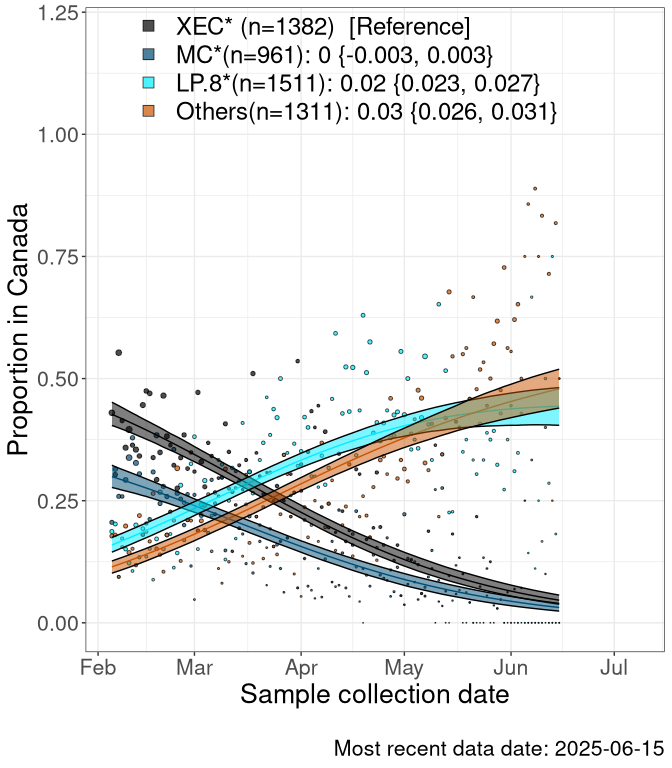 XEC* (n=1382)  [Reference]
MC*(n=961): 0 {-0.003, 0.003}
LP.8*(n=1511): 0.02 {0.023, 0.027}
Others(n=1311): 0.03 {0.026, 0.031}
1.25
1.00
0.75
0.50
0.25
0.00
Proportion in Canada
Feb Mar Apr May Jun Jul
Sample collection date
Most recent data date: 2025-06-15